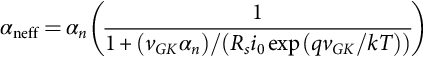 α_neff = α_n ( 1 / ( 1 + (ν_GK α_n) / (R_s i_0 exp (qν_GK / kT)) ) )